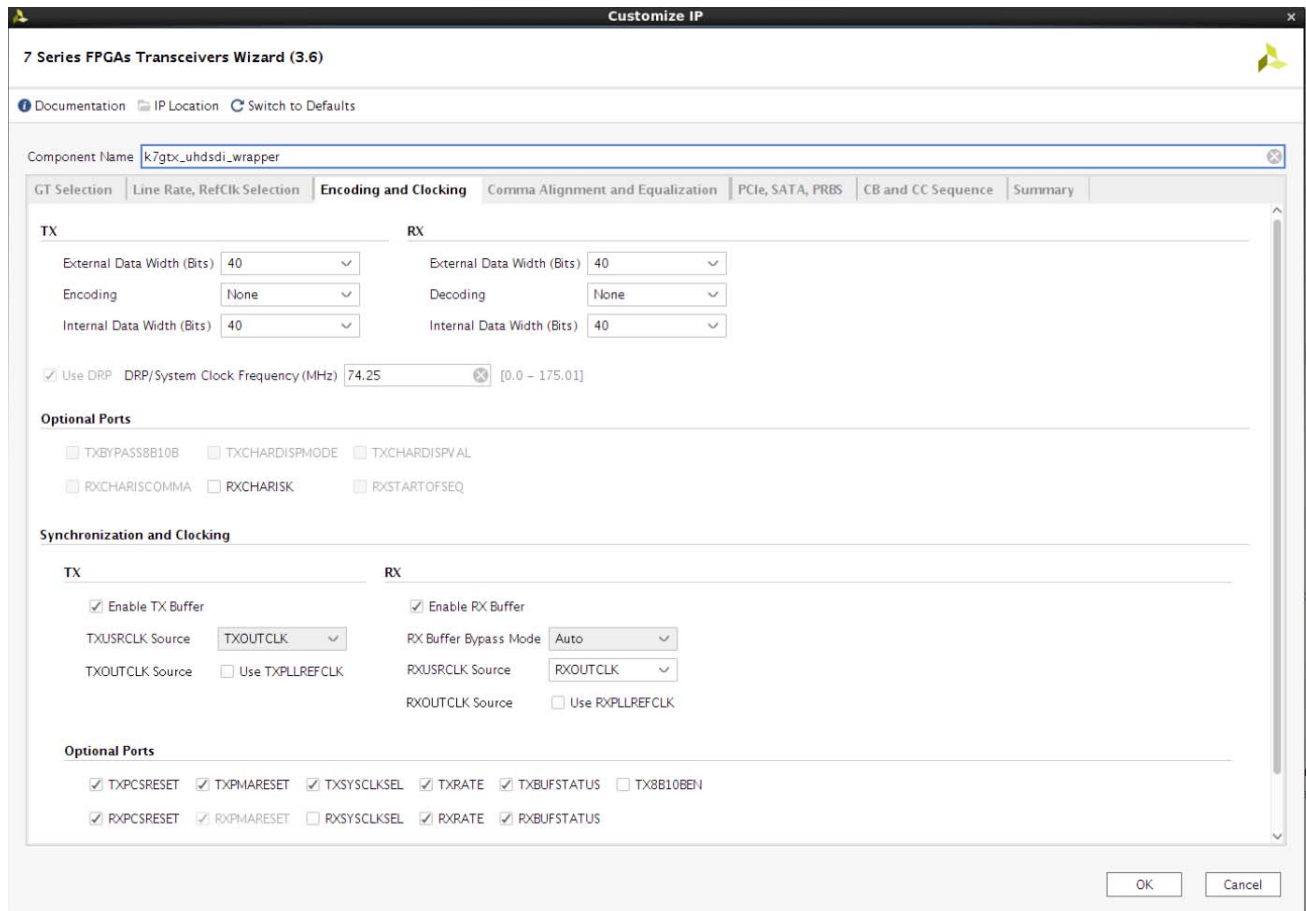 Customize IP
7 Series FPGAs Transceivers Wizard (3.6)
Documentation IP Location Switch to Defaults
Component Name k7gtx_uhdsdi_wrapper
GT Selection Line Rate, RefClk Selection Encoding and Clocking Comma Alignment and Equalization PCIe, SATA, PRBS CB and CC Sequence Summary
TX RX
External Data Width (Bits) 40 External Data Width (Bits) 40
Encoding None Decoding None
Internal Data Width (Bits) 40 Internal Data Width (Bits) 40
Use DRP DRP/System Clock Frequency (MHz) 74.25 [0.0 - 175.01]
Optional Ports
TXBYPASS8B10B TXCHARDISPMODE TXCHARDISPVAL
RXCHARISCOMMA RXCHARISK RXSTARTOFSEQ
Synchronization and Clocking
TX RX
Enable TX Buffer Enable RX Buffer
TXUSRCLK Source TXOUTCLK RX Buffer Bypass Mode Auto
TXOUTCLK Source Use TXPLLREFCLK RXUSRCLK Source RXOUTCLK
RXOUTCLK Source Use RXPLLREFCLK
Optional Ports
TXPCSRESET TXPMARESET TXSYSCLKSEL TXRATE TXBUFSTATUS TX8B10BEN
RXPCSRESET RXPMARESET RXSYSCLKSEL RXRATE RXBUFSTATUS
OK Cancel